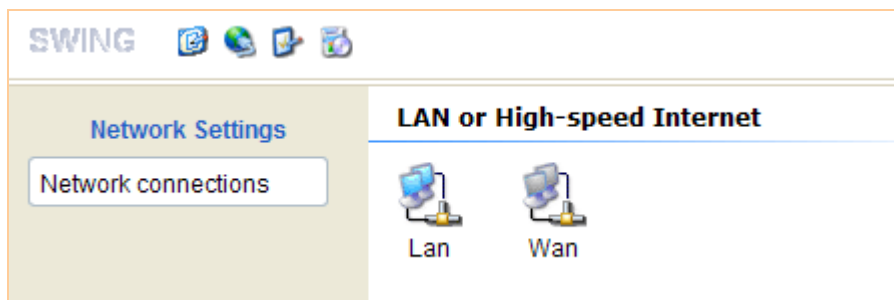 SWING
Network Settings
Network connections
LAN or High-speed Internet
Lan
Wan